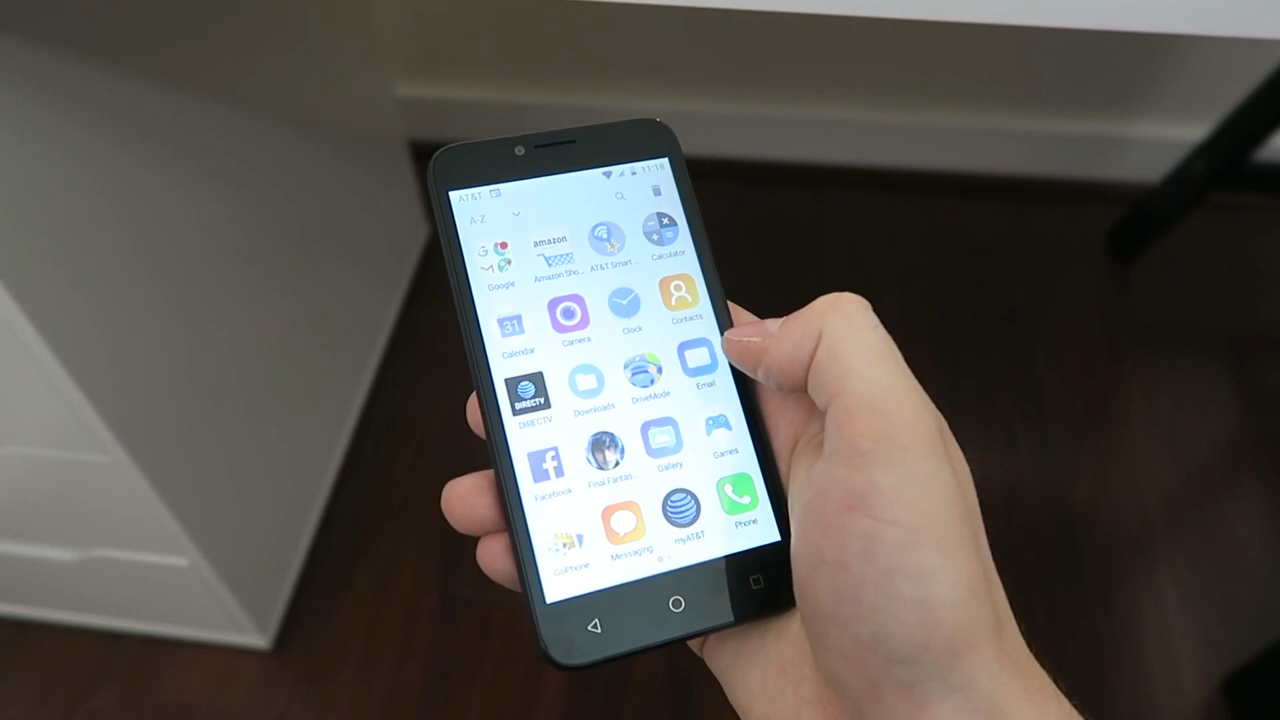 AT&T 11:18
A-Z
G amazon
Google Amazon Sho... AT&T Smart ... Calculator
31
Calendar Camera Clock Contacts
DIRECTV
DIRECTV Downloads DriveMode Email
Facebook Final Fantas... Gallery Games
GoPhone Messaging myAT&T Phone